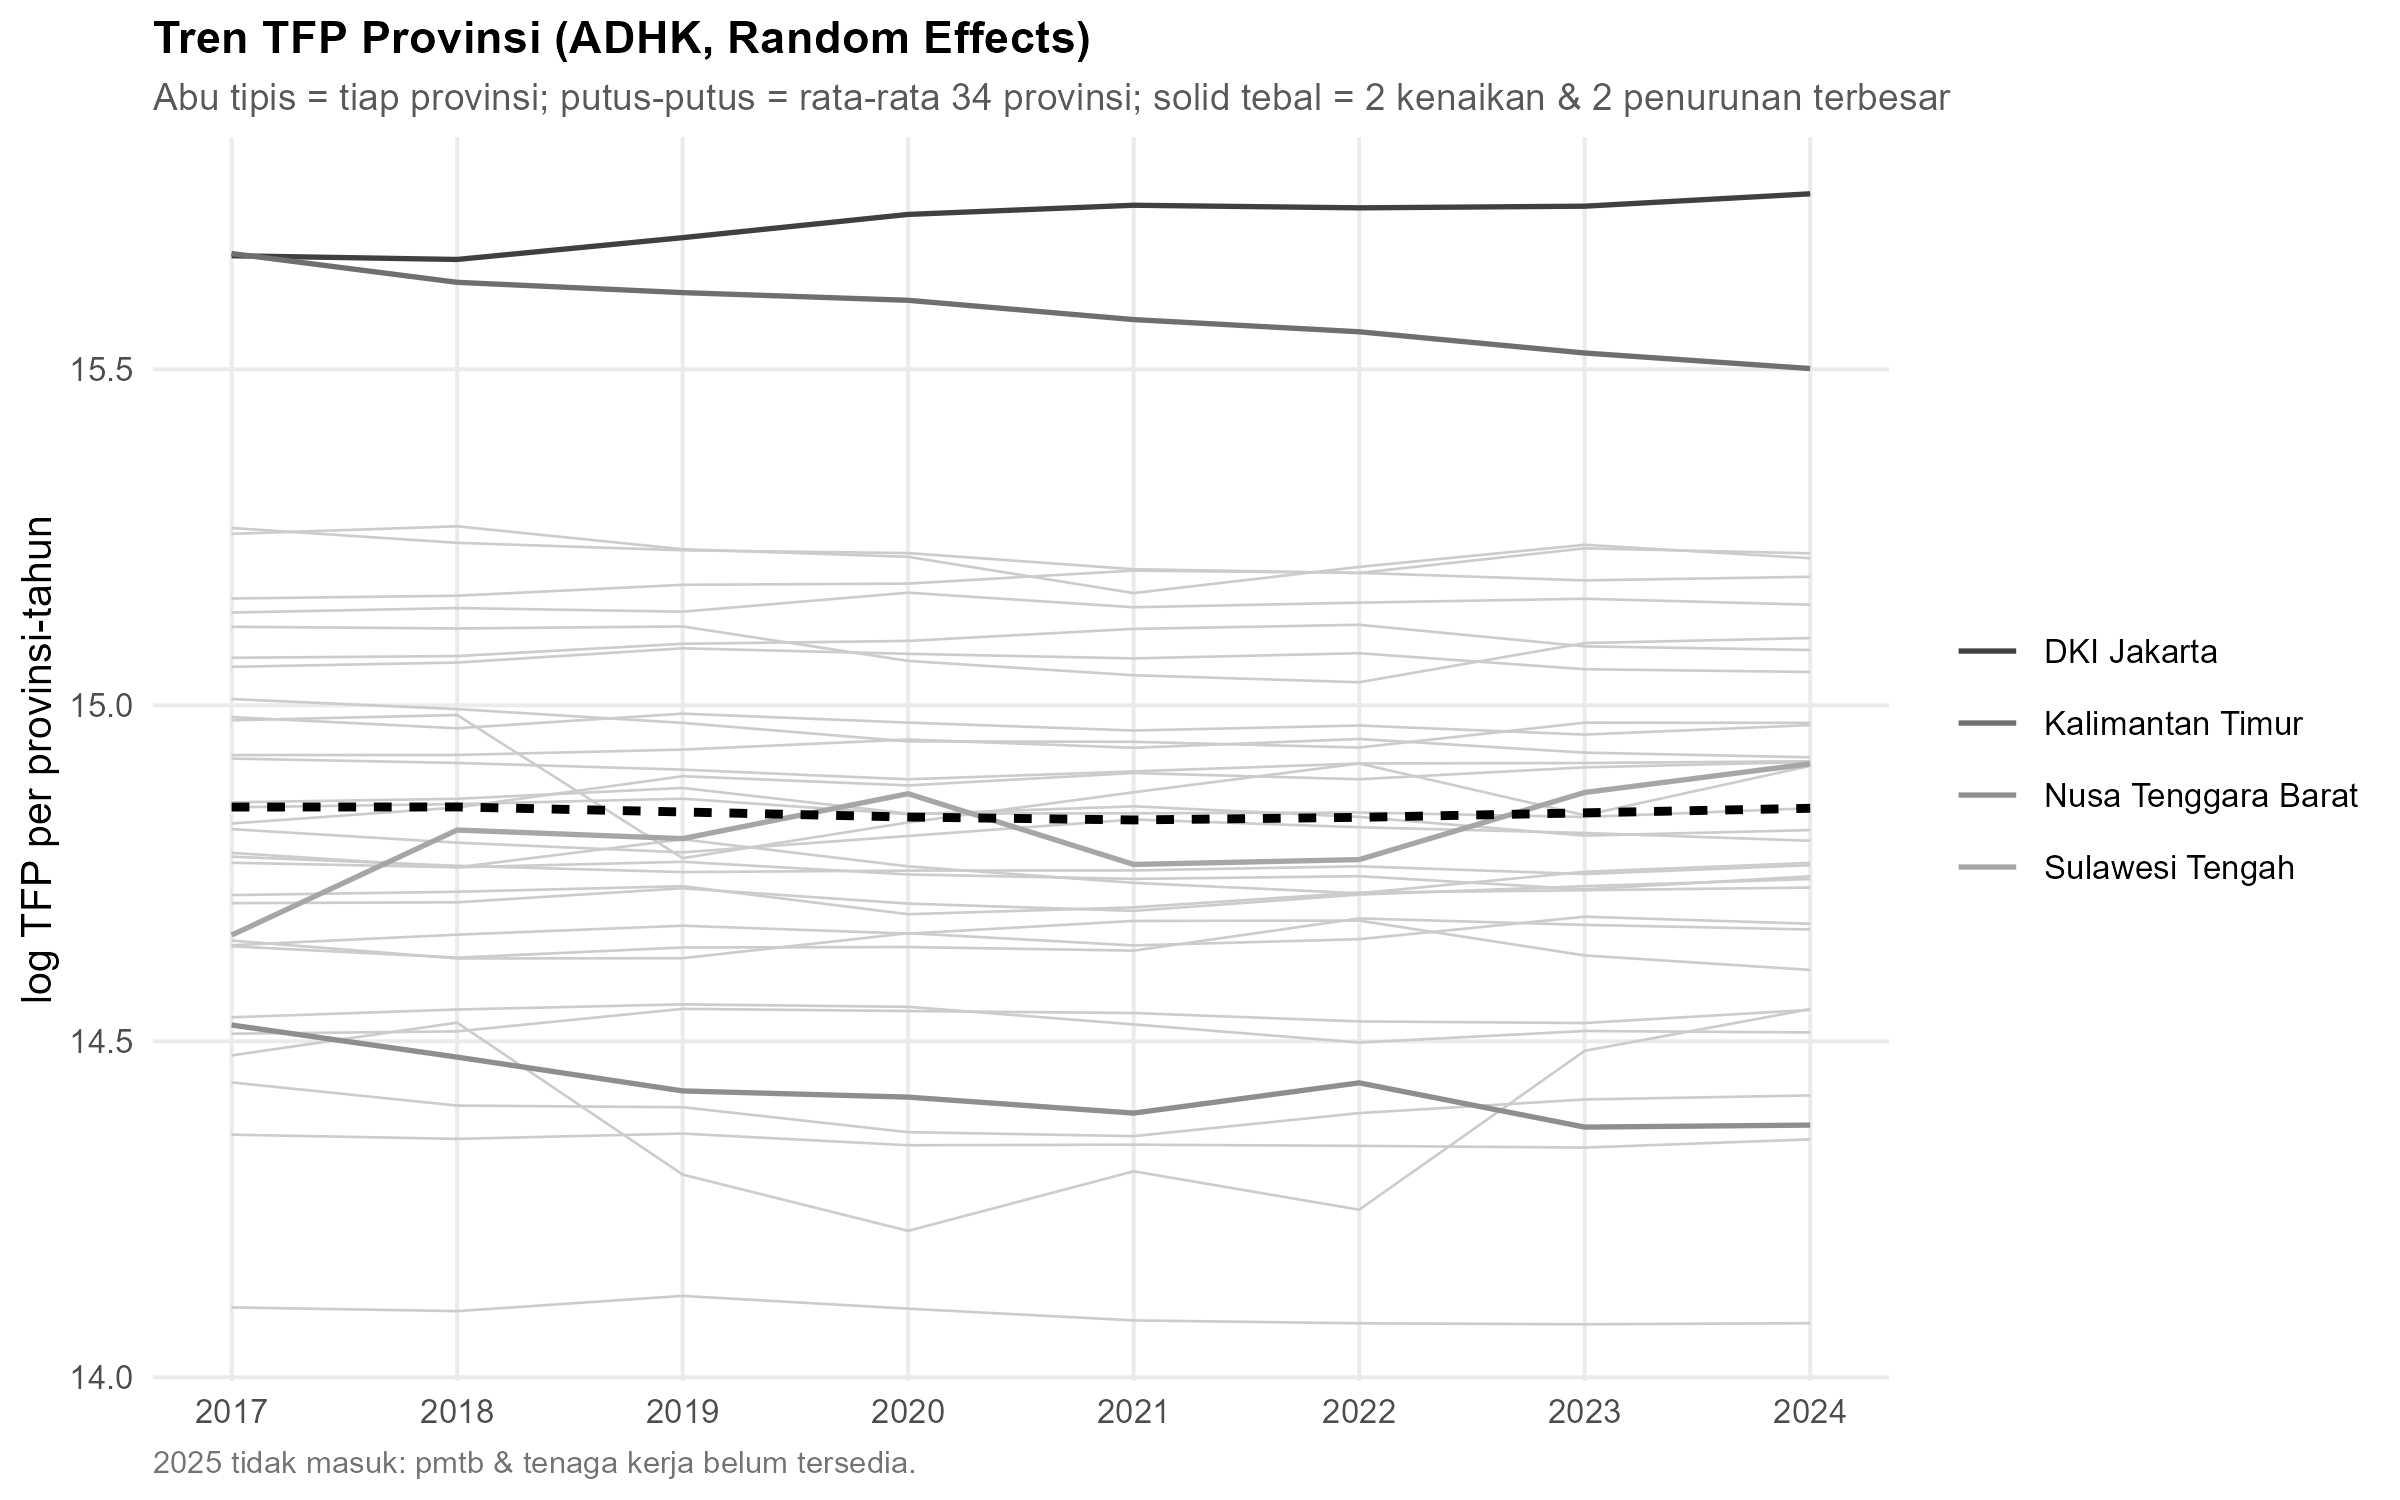 Tren TFP Provinsi (ADHK, Random Effects)
Abu tipis = tiap provinsi; putus-putus = rata-rata 34 provinsi; solid tebal = 2 kenaikan & 2 penurunan terbesar
log TFP per provinsi-tahun
15.5
15.0
14.5
14.0
2017 2018 2019 2020 2021 2022 2023 2024
DKI Jakarta
Kalimantan Timur
Nusa Tenggara Barat
Sulawesi Tengah
2025 tidak masuk: pmtb & tenaga kerja belum tersedia.